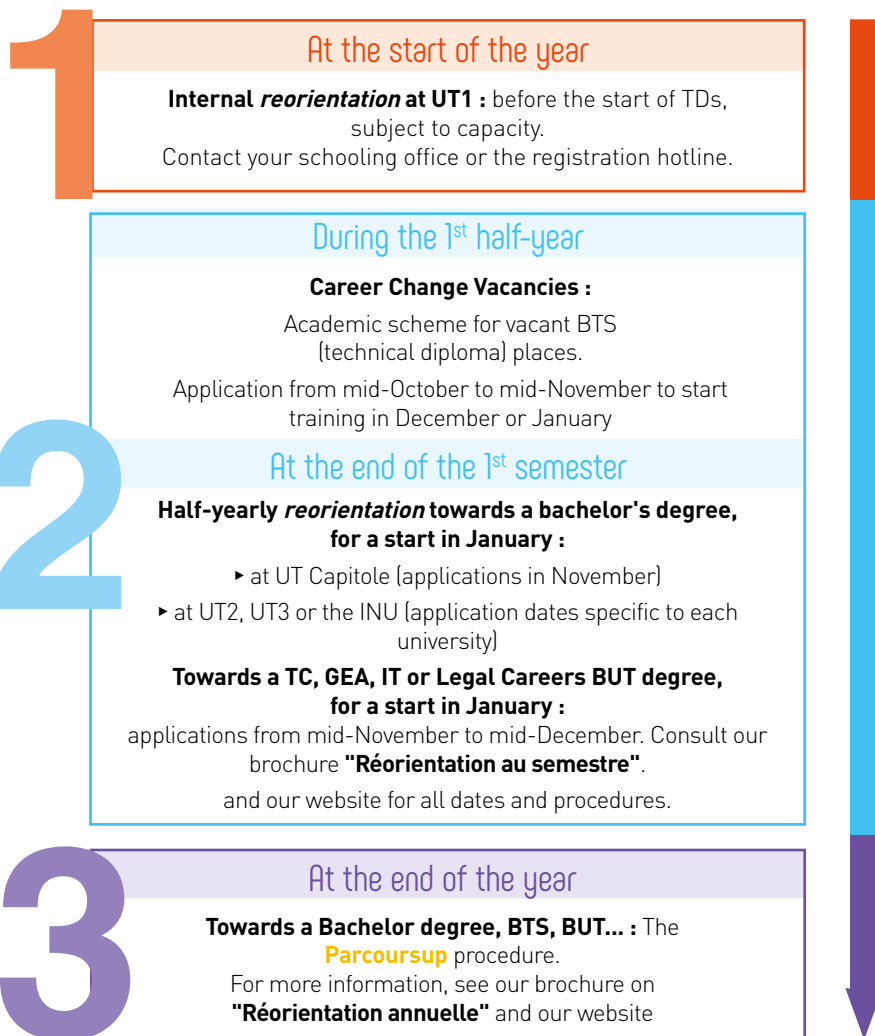 1
At the start of the year
Internal reorientation at UT1 : before the start of TDs,
subject to capacity.
Contact your schooling office or the registration hotline.
2
During the 1st half-year
Career Change Vacancies :
Academic scheme for vacant BTS
(technical diploma) places.
Application from mid-October to mid-November to start
training in December or January
At the end of the 1st semester
Half-yearly reorientation towards a bachelor's degree,
for a start in January :
▸ at UT Capitole (applications in November)
▸ at UT2, UT3 or the INU (application dates specific to each
university)
Towards a TC, GEA, IT or Legal Careers BUT degree,
for a start in January :
applications from mid-November to mid-December. Consult our
brochure "Réorientation au semestre".
and our website for all dates and procedures.
3
At the end of the year
Towards a Bachelor degree, BTS, BUT... : The
Parcoursup procedure.
For more information, see our brochure on
"Réorientation annuelle" and our website